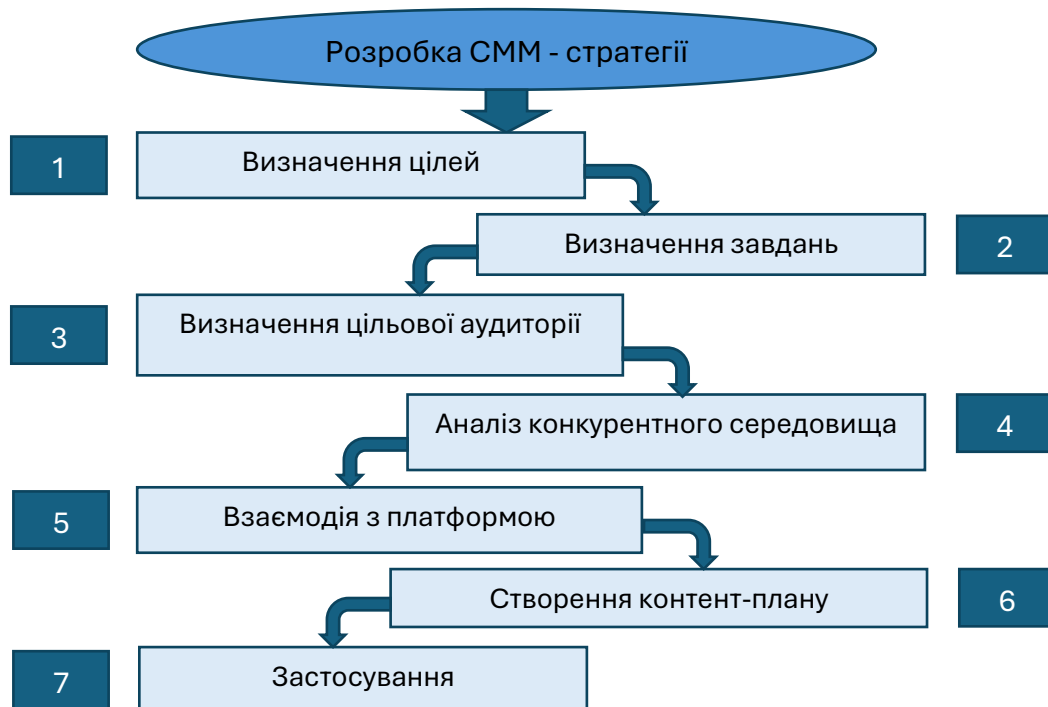 Розробка СММ - стратегії
1
Визначення цілей
Визначення завдань
2
3
Визначення цільової аудиторії
Аналіз конкурентного середовища
4
5
Взаємодія з платформою
Створення контент-плану
6
7
Застосування